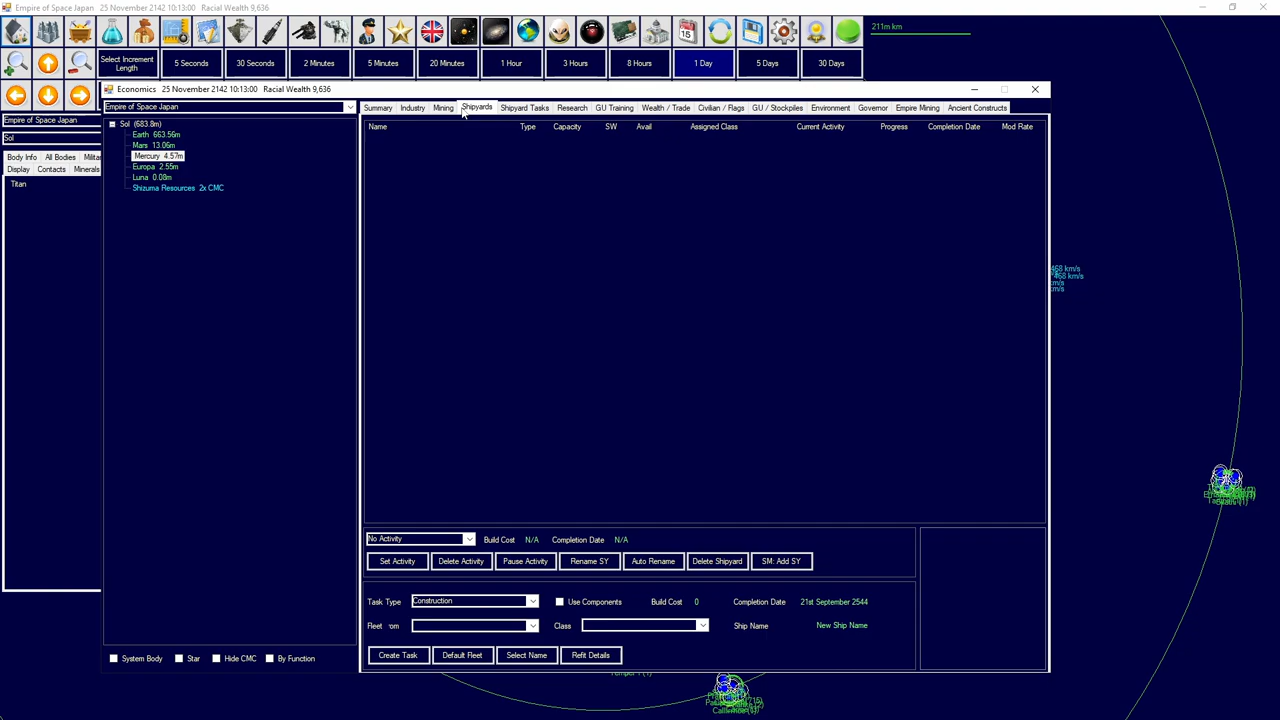 Empire of Space Japan 25 November 2142 10:13:00 Racial Wealth 9,636
211m km
Select Increment Length
5 Seconds
30 Seconds
2 Minutes
5 Minutes
20 Minutes
1 Hour
3 Hours
8 Hours
1 Day
5 Days
30 Days
Economics 25 November 2142 10:13:00 Racial Wealth 9,636
Empire of Space Japan
Empire of Space Japan
Sol
Body Info All Bodies
Display Contacts Minerals
Titan
Sol (683.8m)
Earth 663.56m
Mars 13.06m
Mercury 4.57m
Europa 2.55m
Luna 0.08m
Shizuma Resources 2x CMC
System Body
Star
Hide CMC
By Function
Summary Industry Mining Shipyards Shipyard Tasks Research GU Training Wealth / Trade Civilian / Flags GU / Stockpiles Environment Governor Empire Mining Ancient Constructs
Name Type Capacity SW Avail Assigned Class Current Activity Progress Completion Date Mod Rate
No Activity Build Cost N/A Completion Date N/A
Set Activity Delete Activity Pause Activity Rename SY Auto Rename Delete Shipyard SM: Add SY
Task Type Construction Use Components Build Cost 0 Completion Date 21st September 2544
Fleet om Class Ship Name New Ship Name
Create Task Default Fleet Select Name Refit Details
468 km/s
468 km/s
km/s
km/s